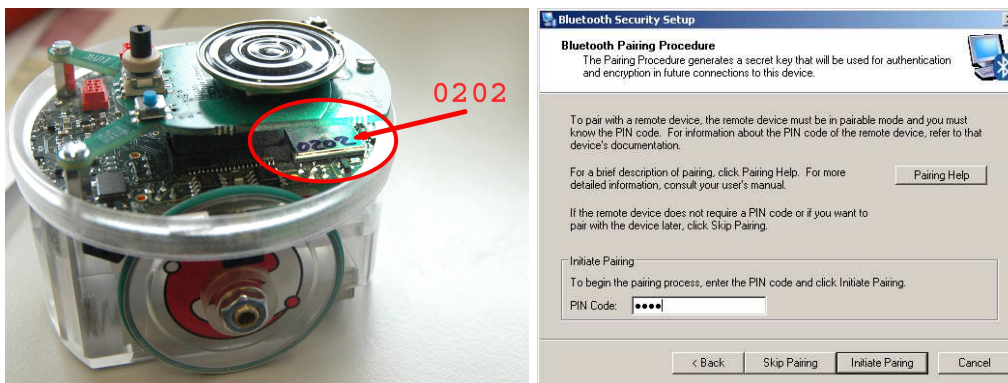 0202
0202
Bluetooth Security Setup
Bluetooth Pairing Procedure
The Pairing Procedure generates a secret key that will be used for authentication
and encryption in future connections to this device.
To pair with a remote device, the remote device must be in pairable mode and you must
know the PIN code. For information about the PIN code of the remote device, refer to that
device's documentation.
For a brief description of pairing, click Pairing Help. For more
detailed information, consult your user's manual.
Pairing Help
If the remote device does not require a PIN code or if you want to
pair with the device later, click Skip Pairing.
Initiate Pairing
To begin the pairing process, enter the PIN code and click Initiate Pairing.
PIN Code: ●●●●
< Back Skip Pairing Initiate Paring Cancel